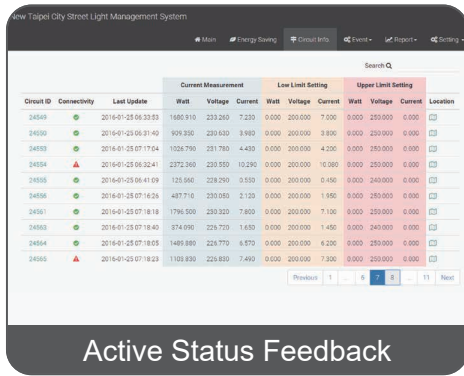 New Taipei City Street Light Management System
Main Energy Saving Circuit Info Event Report Setting
Search
Current Measurement Low Limit Setting Upper Limit Setting
Circuit ID Connectivity Last Update Watt Voltage Current Watt Voltage Current Watt Voltage Current Location
24549 2016-01-25 06:33:53 1680.910 233.260 7.230 0.000 200.000 7.000 0.000 250.000 0.000
24550 2016-01-25 06:31:40 909.330 230.630 3.980 0.000 200.000 3.800 0.000 250.000 0.000
24553 2016-01-25 07:17:04 1026.790 231.760 4.430 0.000 200.000 4.200 0.000 250.000 0.000
24554 2016-01-25 06:32:41 2372.360 230.550 10.290 0.000 200.000 10.080 0.000 250.000 0.000
24555 2016-01-25 06:41:09 125.560 228.290 0.550 0.000 200.000 0.450 0.000 240.000 0.000
24556 2016-01-25 07:16:26 487.710 230.050 2.120 0.000 200.000 1.950 0.000 250.000 0.000
24561 2016-01-25 07:18:18 1796.500 230.320 7.800 0.000 200.000 7.100 0.000 250.000 0.000
24563 2016-01-25 07:18:40 374.090 226.720 1.650 0.000 200.000 1.450 0.000 240.000 0.000
24564 2016-01-25 07:18:05 1489.880 226.770 6.570 0.000 200.000 6.200 0.000 250.000 0.000
24565 2016-01-25 07:18:23 1103.830 226.830 7.490 0.000 200.000 7.300 0.000 250.000 0.000
Previous 1 ... 6 7 8 ... 11 Next
Active Status Feedback